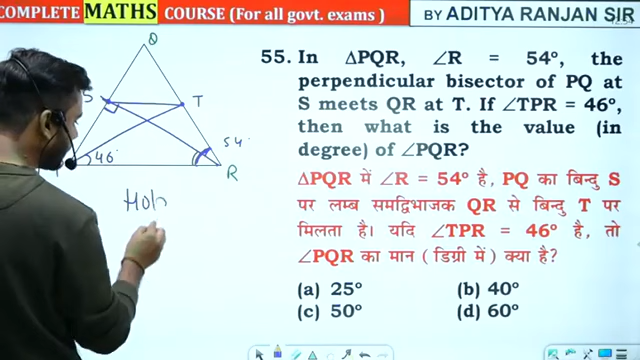 COMPLETE MATHS COURSE (For all govt. exams)
BY ADITYA RANJAN SIR
Q
S
T
46°
54°
R
55. In ΔPQR, ∠R = 54°, the
perpendicular bisector of PQ at
S meets QR at T. If ∠TPR = 46°,
then what is the value (in
degree) of ∠PQR?
ΔPQR में ∠R = 54° है, PQ का बिन्दु S
पर लम्ब समद्विभाजक QR से बिन्दु T पर
मिलता है। यदि ∠TPR = 46° है, तो
∠PQR का मान (डिग्री में) क्या है?
(a) 25° (b) 40°
(c) 50° (d) 60°